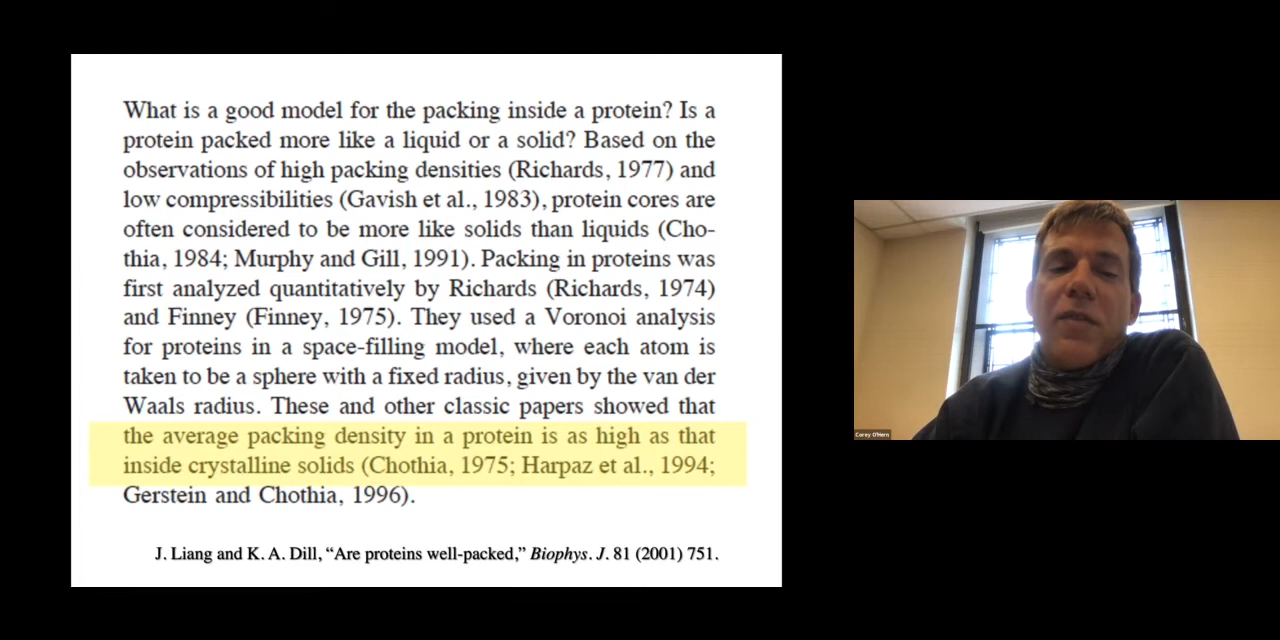 What is a good model for the packing inside a protein? Is a
protein packed more like a liquid or a solid? Based on the
observations of high packing densities (Richards, 1977) and
low compressibilities (Gavish et al., 1983), protein cores are
often considered to be more like solids than liquids (Cho-
thia, 1984; Murphy and Gill, 1991). Packing in proteins was
first analyzed quantitatively by Richards (Richards, 1974)
and Finney (Finney, 1975). They used a Voronoi analysis
for proteins in a space-filling model, where each atom is
taken to be a sphere with a fixed radius, given by the van der
Waals radius. These and other classic papers showed that
the average packing density in a protein is as high as that
inside crystalline solids (Chothia, 1975; Harpaz et al., 1994;
Gerstein and Chothia, 1996).
J. Liang and K. A. Dill, “Are proteins well-packed,” Biophys. J. 81 (2001) 751.
Corey O'Hern